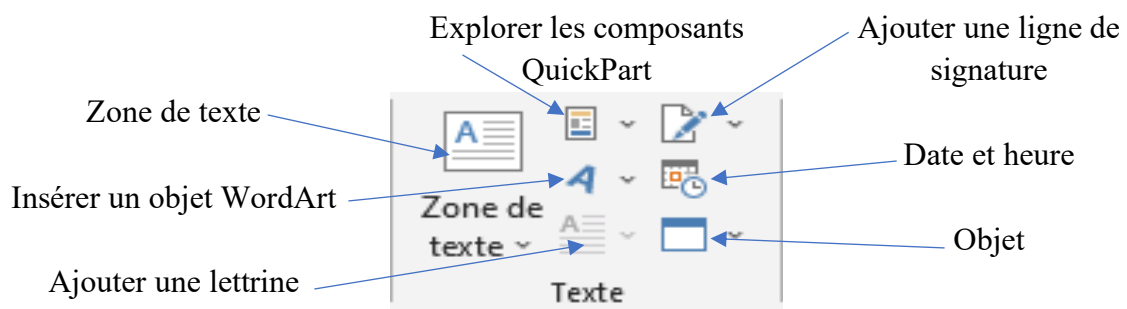 Explorer les composants
QuickPart
Ajouter une ligne de
signature
Zone de texte
Date et heure
Insérer un objet WordArt
Zone de
texte
Objet
Ajouter une lettrine
Texte